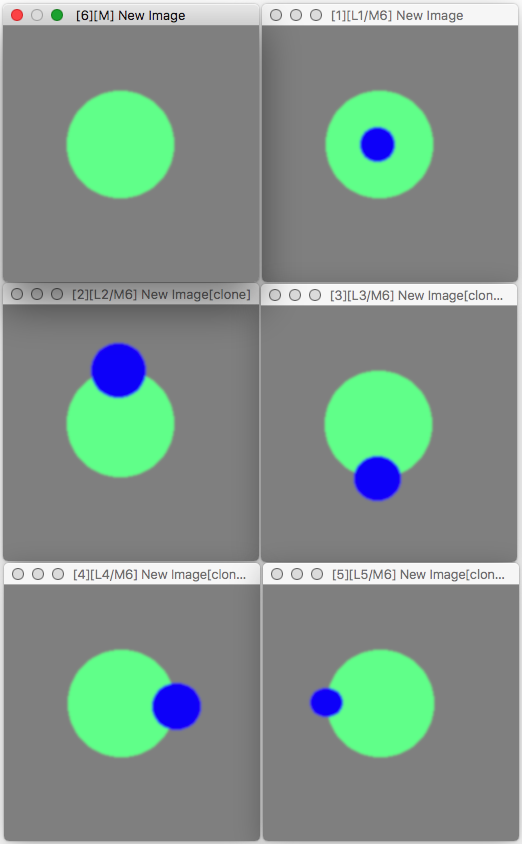 [6][M] New Image
[1][L1/M6] New Image
[2][L2/M6] New Image[clone]
[3][L3/M6] New Image[clon...
[4][L4/M6] New Image[clon...
[5][L5/M6] New Image[clon...